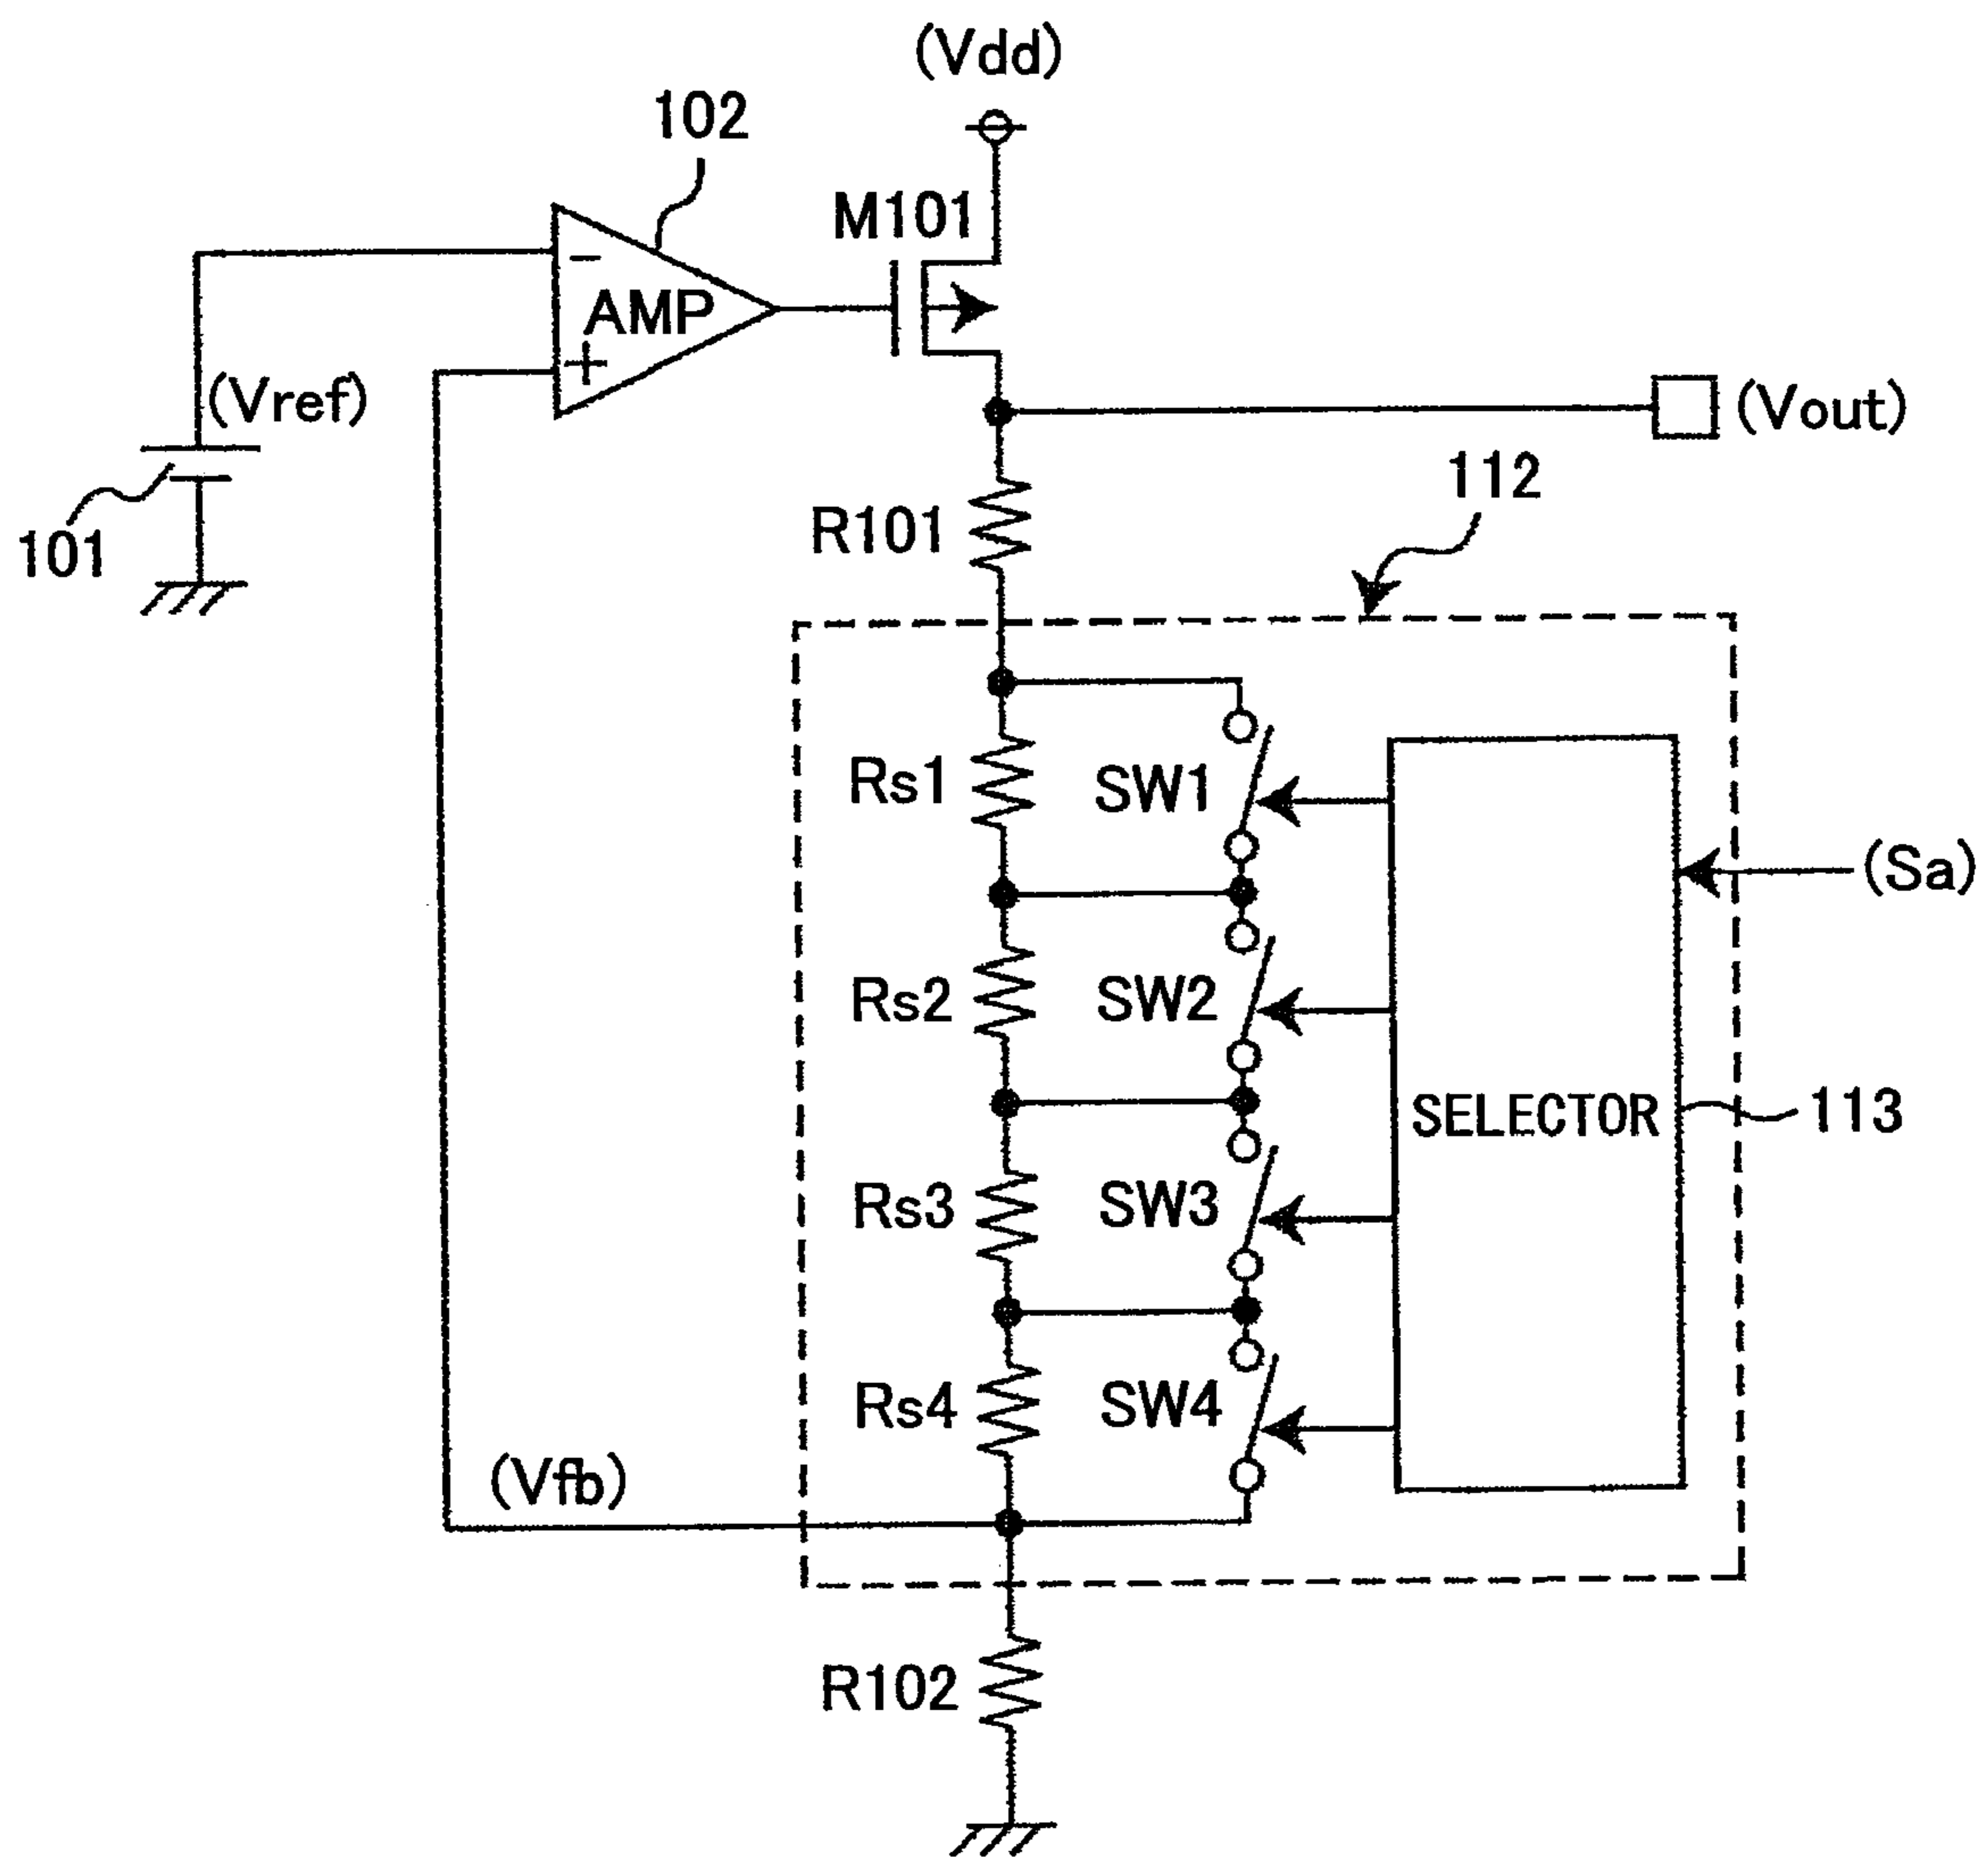 (Vdd)
102
M101
−
AMP
+
(Vref)
(Vout)
101
R101
112
Rs1
SW1
(Sa)
Rs2
SW2
SELECTOR
113
Rs3
SW3
Rs4
SW4
(Vfb)
R102